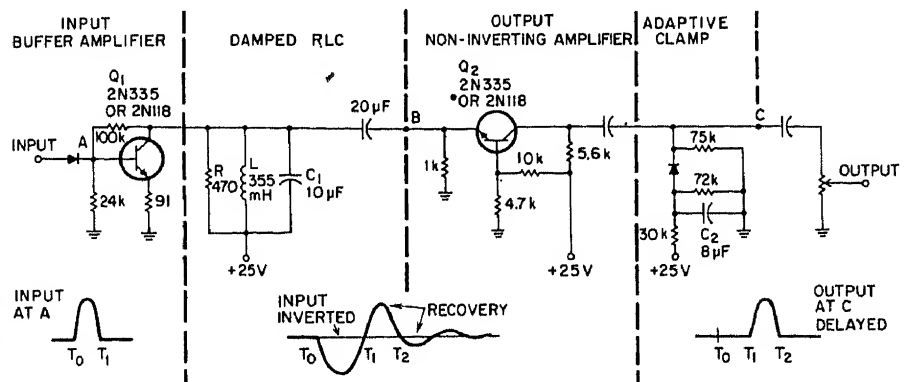 INPUT
BUFFER AMPLIFIER
DAMPED RLC
OUTPUT
NON-INVERTING AMPLIFIER
ADAPTIVE
CLAMP
Q1
2N335
OR 2N118
100k
INPUT
A
24k
91
R
470
L
355
mH
C1
10μF
+25V
20μF
B
1k
Q2
2N335
OR 2N118
10k
4.7k
5.6k
+25V
75k
72k
C2
8μF
30k
+25V
C
OUTPUT
INPUT
AT A
T0 T1
INPUT
INVERTED
RECOVERY
T0 T1 T2
OUTPUT
AT C
DELAYED
T0 T1 T2